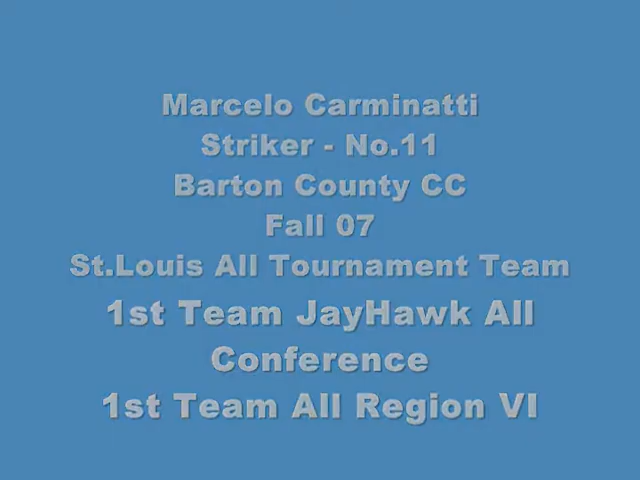 Marcelo Carminatti
Striker - No.11
Barton County CC
Fall 07
St.Louis All Tournament Team
1st Team JayHawk All
Conference
1st Team All Region VI